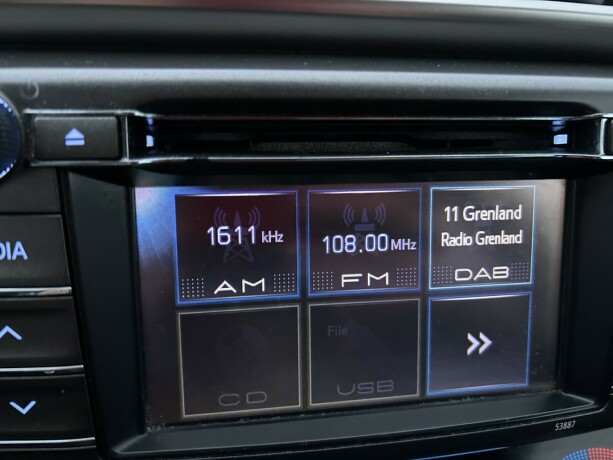 1611 kHz
AM
108.00 MHz
FM
11 Grenland
Radio Grenland
DAB
DIA
CD
File
USB
53887